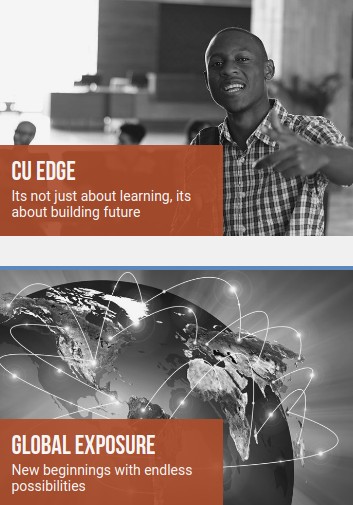 CU EDGE
Its not just about learning, its
about building future
GLOBAL EXPOSURE
New beginnings with endless
possibilities